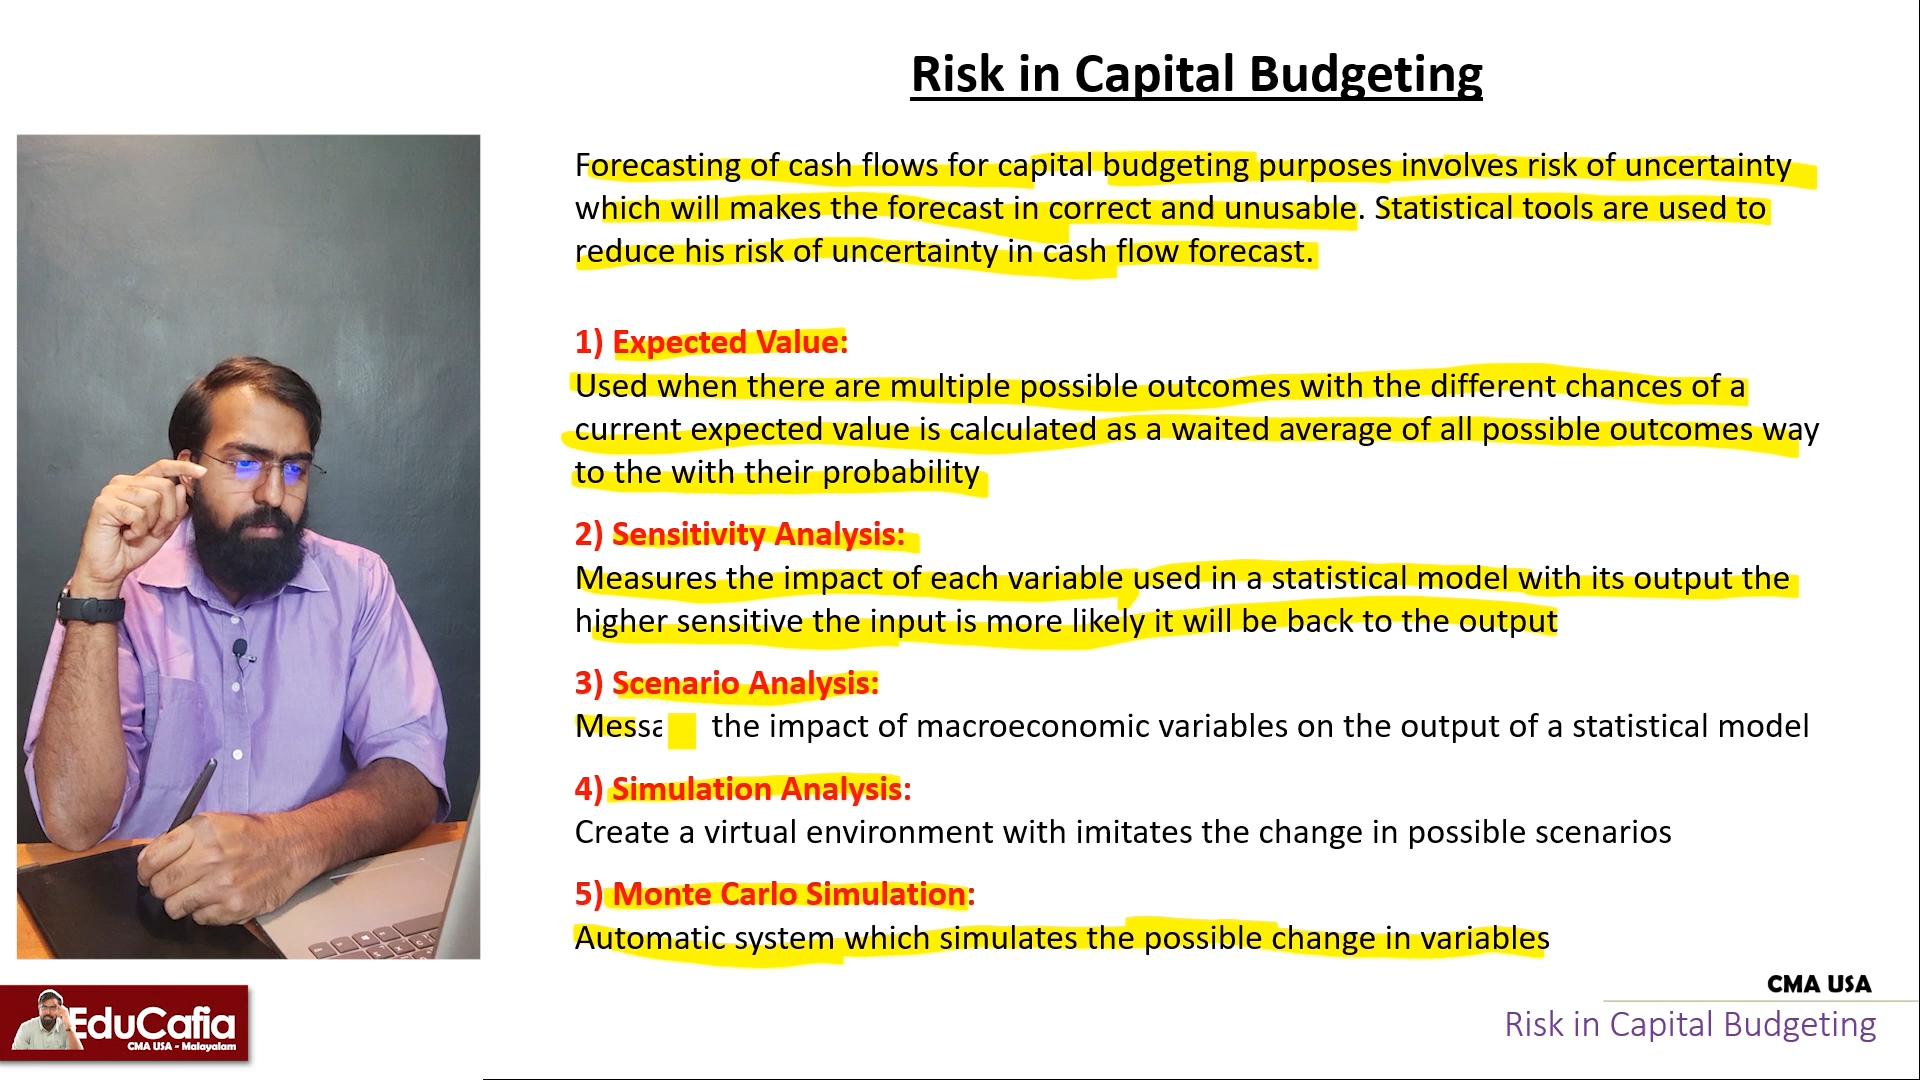 Risk in Capital Budgeting
Forecasting of cash flows for capital budgeting purposes involves risk of uncertainty
which will makes the forecast in correct and unusable. Statistical tools are used to
reduce his risk of uncertainty in cash flow forecast.
1) Expected Value:
Used when there are multiple possible outcomes with the different chances of a
current expected value is calculated as a waited average of all possible outcomes way
to the with their probability
2) Sensitivity Analysis:
Measures the impact of each variable used in a statistical model with its output the
higher sensitive the input is more likely it will be back to the output
3) Scenario Analysis:
the impact of macroeconomic variables on the output of a statistical model
4) Simulation Analysis:
Create a virtual environment with imitates the change in possible scenarios
5) Monte Carlo Simulation:
Automatic system which simulates the possible change in variables
CMA USA
Risk in Capital Budgeting
EduCafia
CMA USA - Malayalam